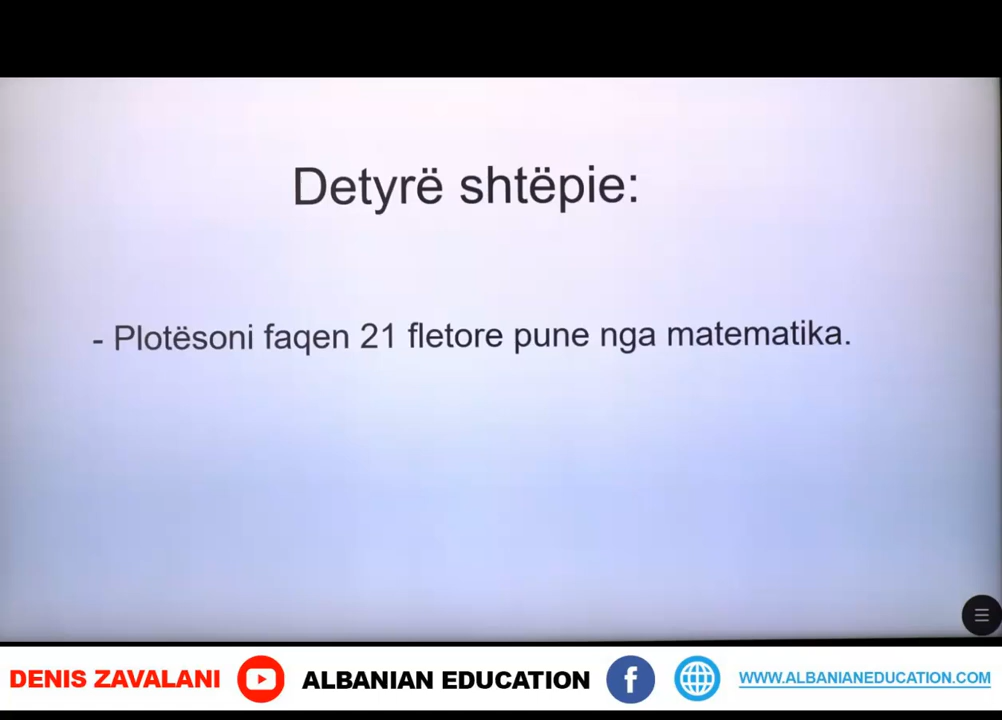 Detyrë shtëpie:
- Plotësoni faqen 21 fletore pune nga matematika.
DENIS ZAVALANI ALBANIAN EDUCATION f WWW.ALBANIANEDUCATION.COM